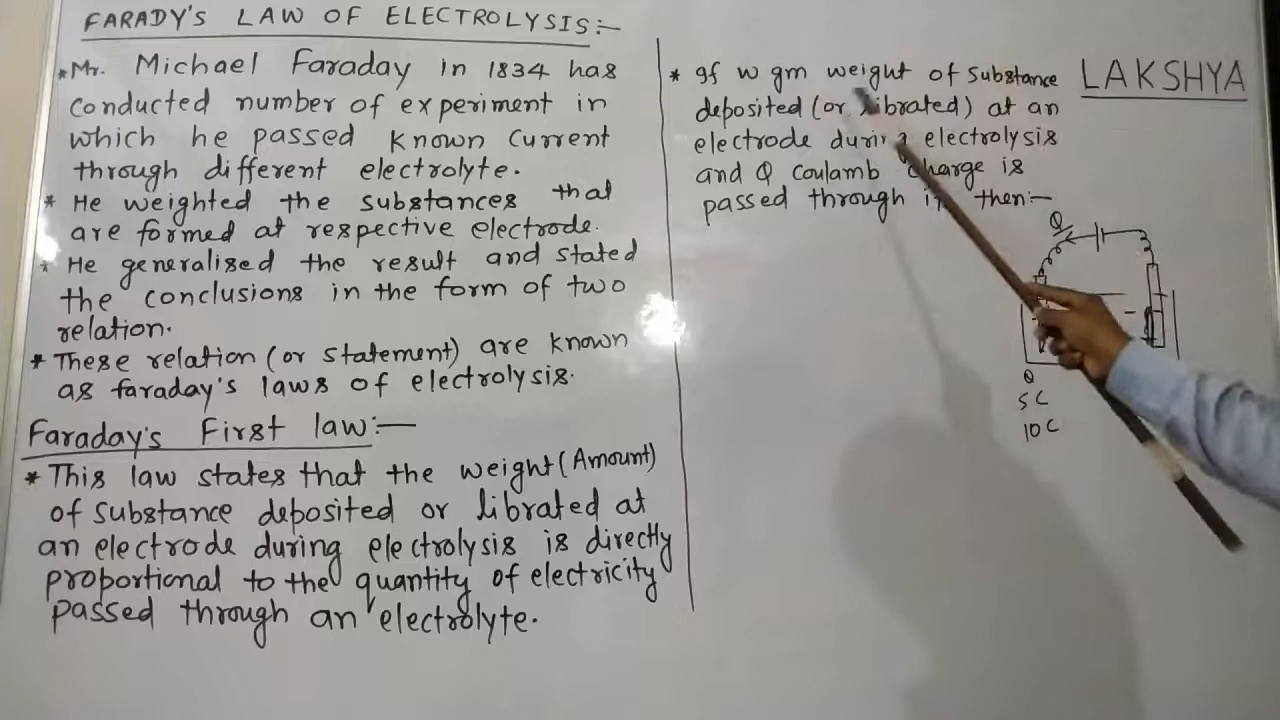 FARADY'S LAW OF ELECTROLYSIS:-
* Mr. Michael Faraday in 1834 has
conducted number of experiment in
which he passed known current
through different electrolyte.
* He weighted the substances that
are formed at respective electrode.
* He generalised the result and stated
the conclusions in the form of two
relation.
* These relation (or statement) are known
as faraday's laws of electrolysis.
Faraday's First law:-
* This law states that the weight (Amount)
of substance deposited or librated at
an electrode during electrolysis is directly
proportional to the quantity of electricity
passed through an electrolyte.
* If w gm weight of substance
deposited (or librated) at an
electrode during electrolysis
and Q coulamb charge is
passed through it then:-
LAKSHYA
Q
Q
5C
10C